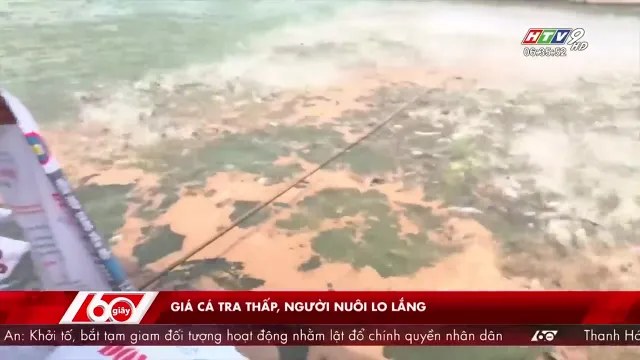 HTV9 HD
06:35:52
60 giây
GIÁ CÁ TRA THẤP, NGƯỜI NUÔI LO LẮNG
An: Khởi tố, bắt tạm giam đối tượng hoạt động nhằm lật đổ chính quyền nhân dân 60 Thanh Hó